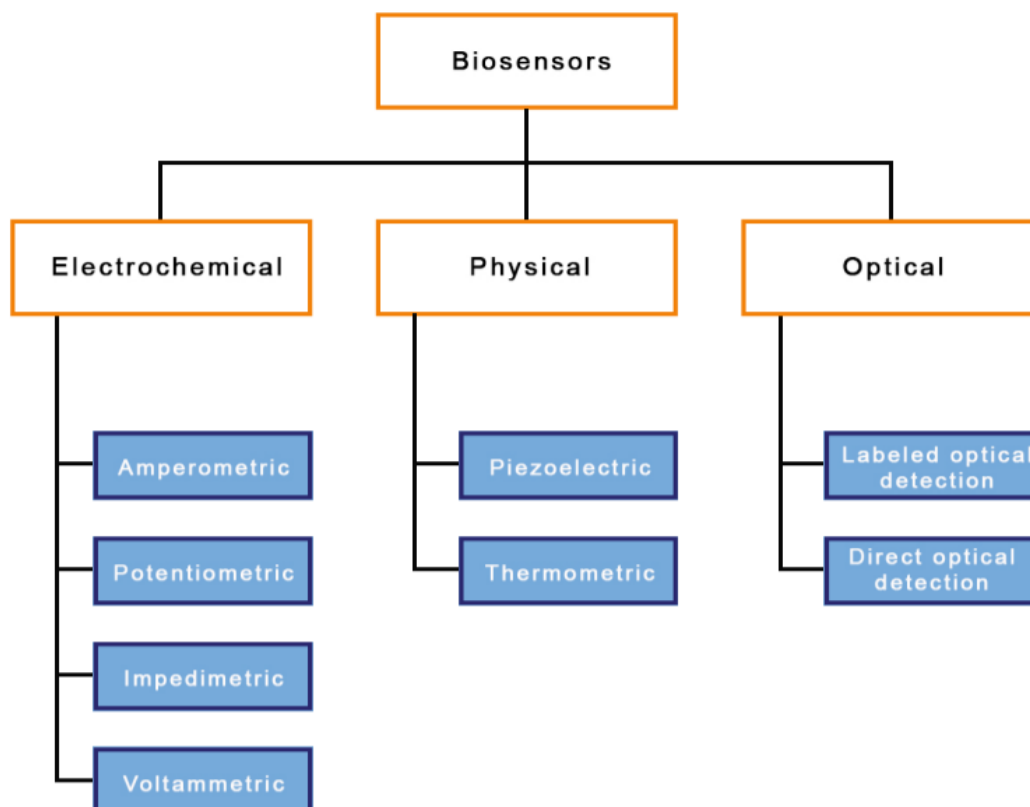 Biosensors
Electrochemical
Physical
Optical
Amperometric
Potentiometric
Impedimetric
Voltammetric
Piezoelectric
Thermometric
Labeled optical
detection
Direct optical
detection